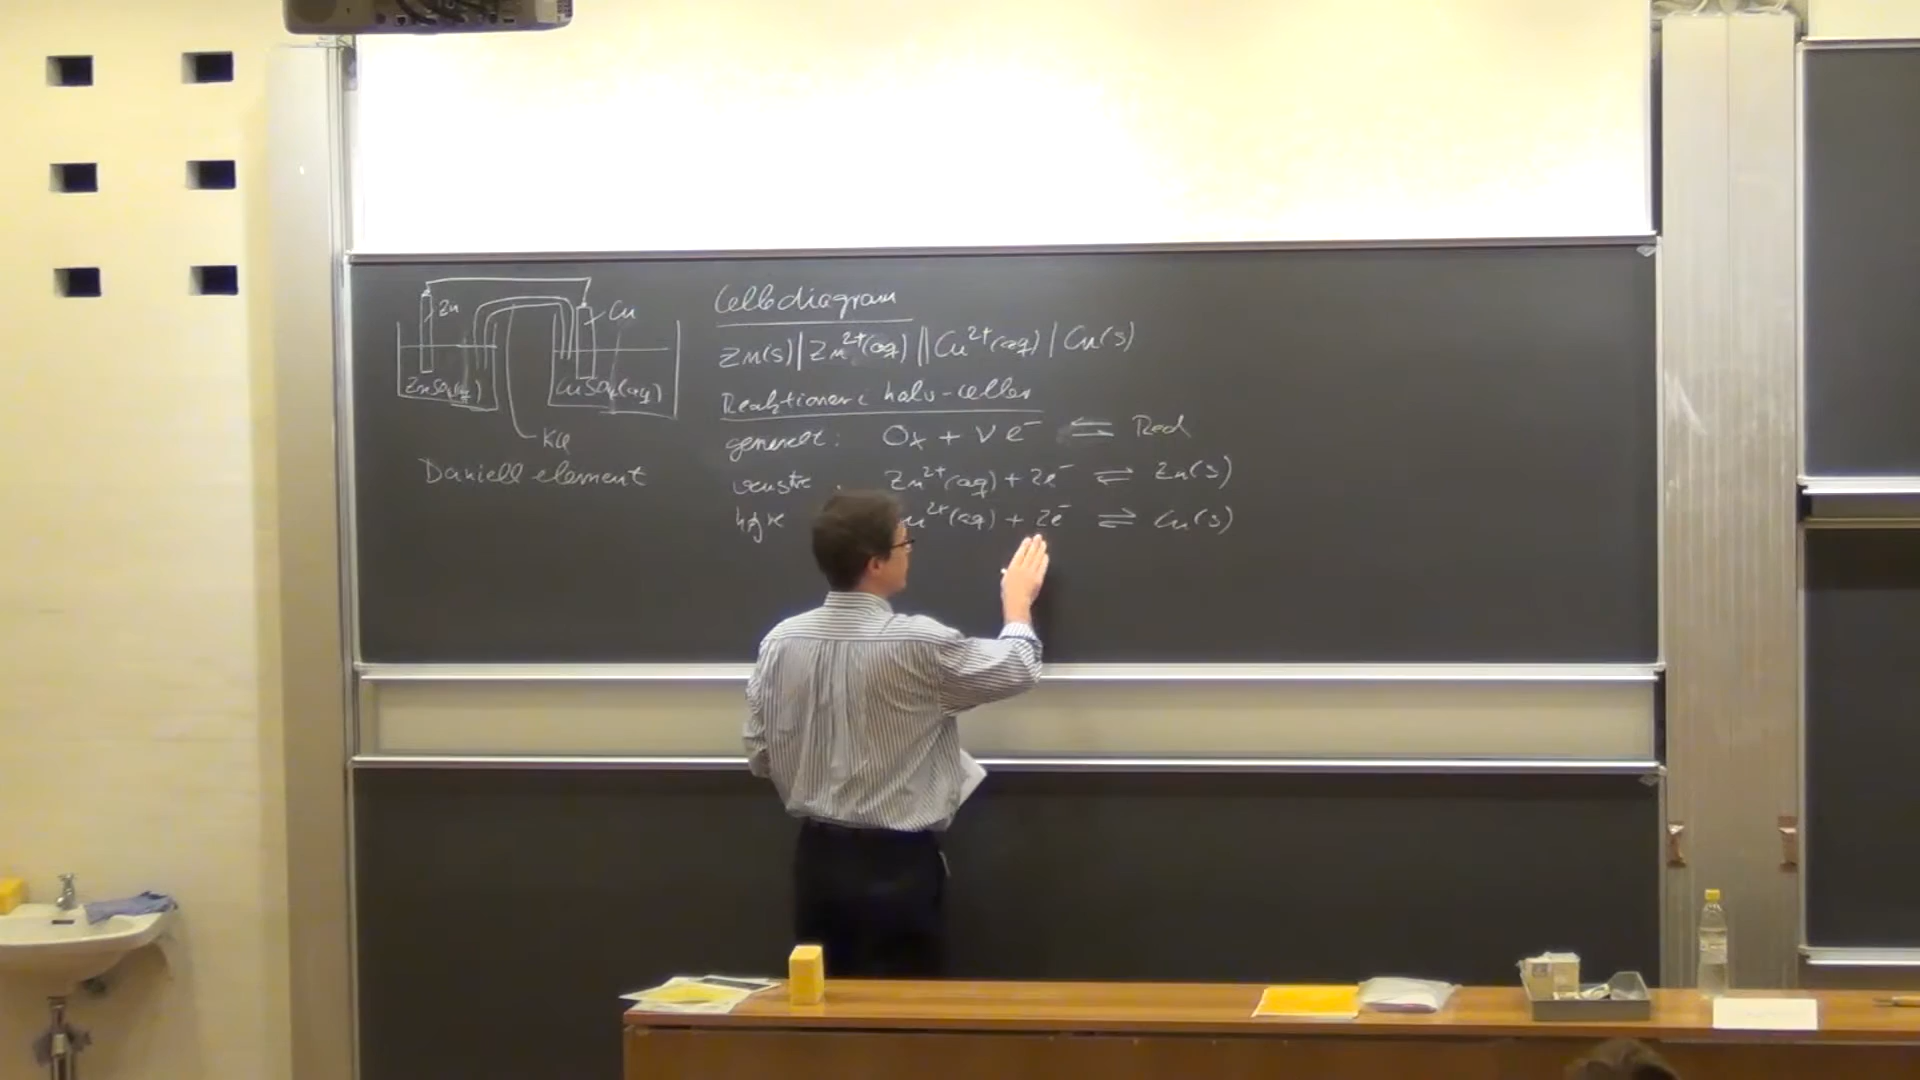 Zn
Cu
ZnSO₄(aq)
CuSO₄(aq)
KCl
Daniell element
Cellediagram
Zn(s) | Zn²⁺(aq) || Cu²⁺(aq) | Cu(s)
Reaktioner i halv-celler
generelt: Ox + νe⁻ ⇌ Red
venstre : Zn²⁺(aq) + 2e⁻ ⇌ Zn(s)
højre u²⁺(aq) + 2e⁻ ⇌ Cu(s)